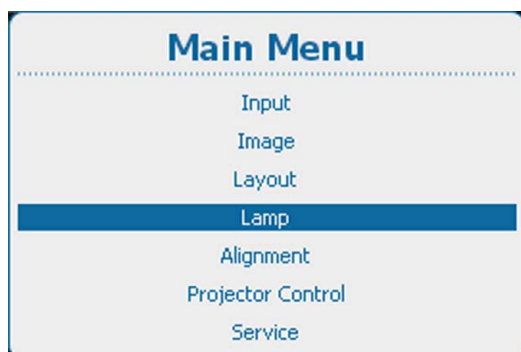 Main Menu
Input
Image
Layout
Lamp
Alignment
Projector Control
Service